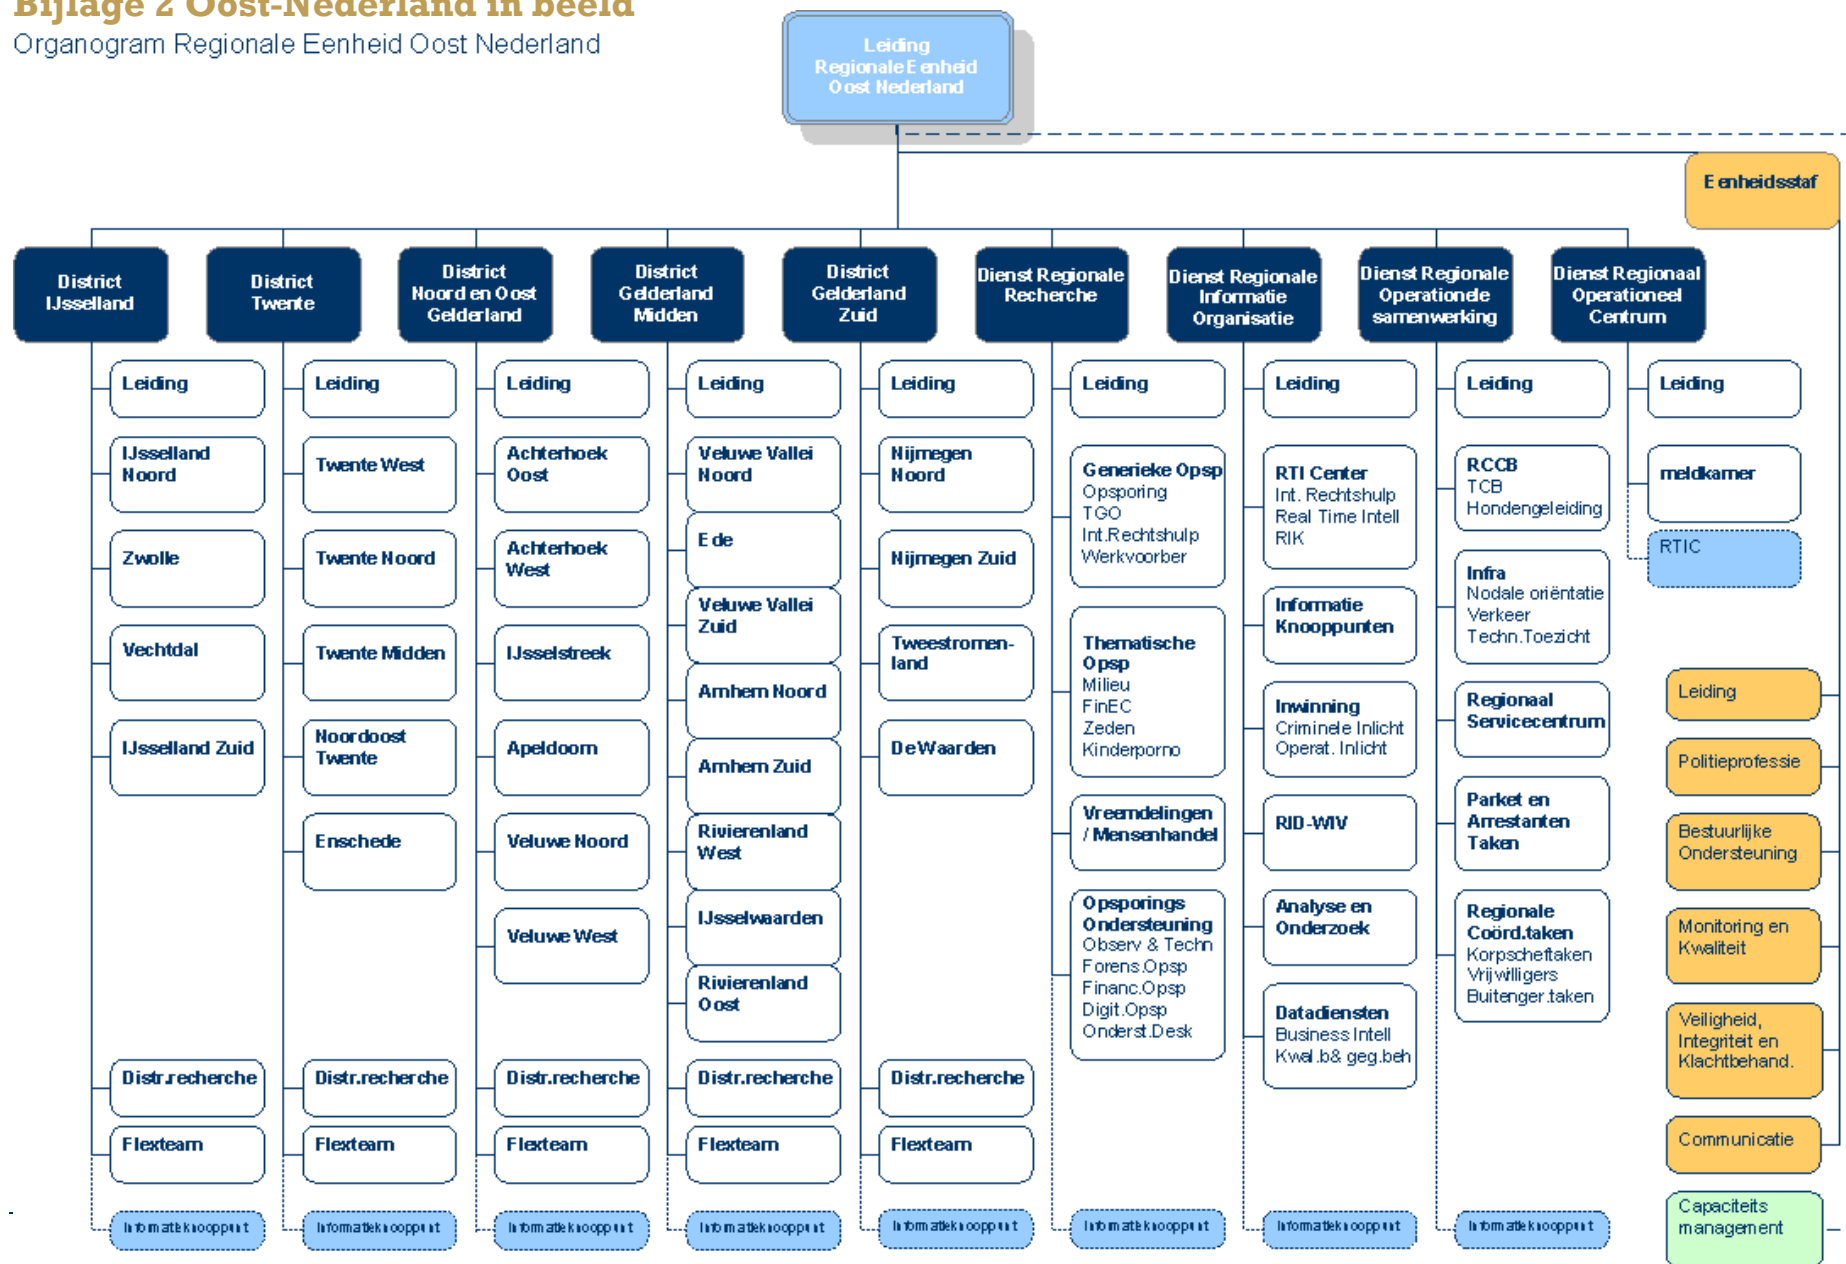 Bijlage 2 Oost-Nederland in beeld
Organogram Regionale Eenheid Oost Nederland
Leiding
Regionale Eenheid
Oost Nederland
Eenheidsstaf
District
IJsselland
District
Twente
District
Noord en Oost
Gelderland
District
Gelderland
Midden
District
Gelderland
Zuid
Dienst Regionale
Recherche
Dienst Regionale
Informatie
Organisatie
Dienst Regionale
Operationele
samenwerking
Dienst Regionaal
Operationeel
Centrum
Leiding
IJsselland
Noord
Zwolle
Vechtdal
IJsselland Zuid
Distr.recherche
Flexteam
Informatieknooppunt
Leiding
Twente West
Twente Noord
Twente Midden
Noordoost
Twente
Enschede
Distr.recherche
Flexteam
Informatieknooppunt
Leiding
Achterhoek
Oost
Achterhoek
West
IJsselstreek
Apeldoorn
Veluwe Noord
Veluwe West
Distr.recherche
Flexteam
Informatieknooppunt
Leiding
Veluwe Vallei
Noord
Ede
Veluwe Vallei
Zuid
Arnhem Noord
Arnhem Zuid
Rivierenland
West
IJsselwaarden
Rivierenland
Oost
Distr.recherche
Flexteam
Informatieknooppunt
Leiding
Nijmegen
Noord
Nijmegen Zuid
Tweestromen-
land
De Waarden
Distr.recherche
Flexteam
Informatieknooppunt
Leiding
Generieke Opsp
Opsporing
TGO
Int.Rechtshulp
Werkvoorber
Thematische
Opsp
Milieu
FinEC
Zeden
Kinderporno
Vreemdelingen
/ Mensenhandel
Opsporings
Ondersteuning
Observ & Techn
Forens.Opsp
Financ.Opsp
Digit.Opsp
Onderst.Desk
Informatieknooppunt
Leiding
RTI Center
Int. Rechtshulp
Real Time Intell
RIK
Informatie
Knooppunten
Inwinning
Criminele Inlicht
Operat. Inlicht
RID-WIV
Analyse en
Onderzoek
Datadiensten
Business Intell
Kwal.b& geg.beh
Informatieknooppunt
Leiding
RCCB
TCB
Hondengeleiding
Infra
Nodale oriëntatie
Verkeer
Techn.Toezicht
Regionaal
Servicecentrum
Parket en
Arrestanten
Taken
Regionale
Coörd.taken
Korpscheftaken
Vrijwilligers
Buitenger.taken
Informatieknooppunt
Leiding
meldkamer
RTIC
Leiding
Politieprofessie
Bestuurlijke
Ondersteuning
Monitoring en
Kwaliteit
Veiligheid,
Integriteit en
Klachtbehand.
Communicatie
Capaciteits
management